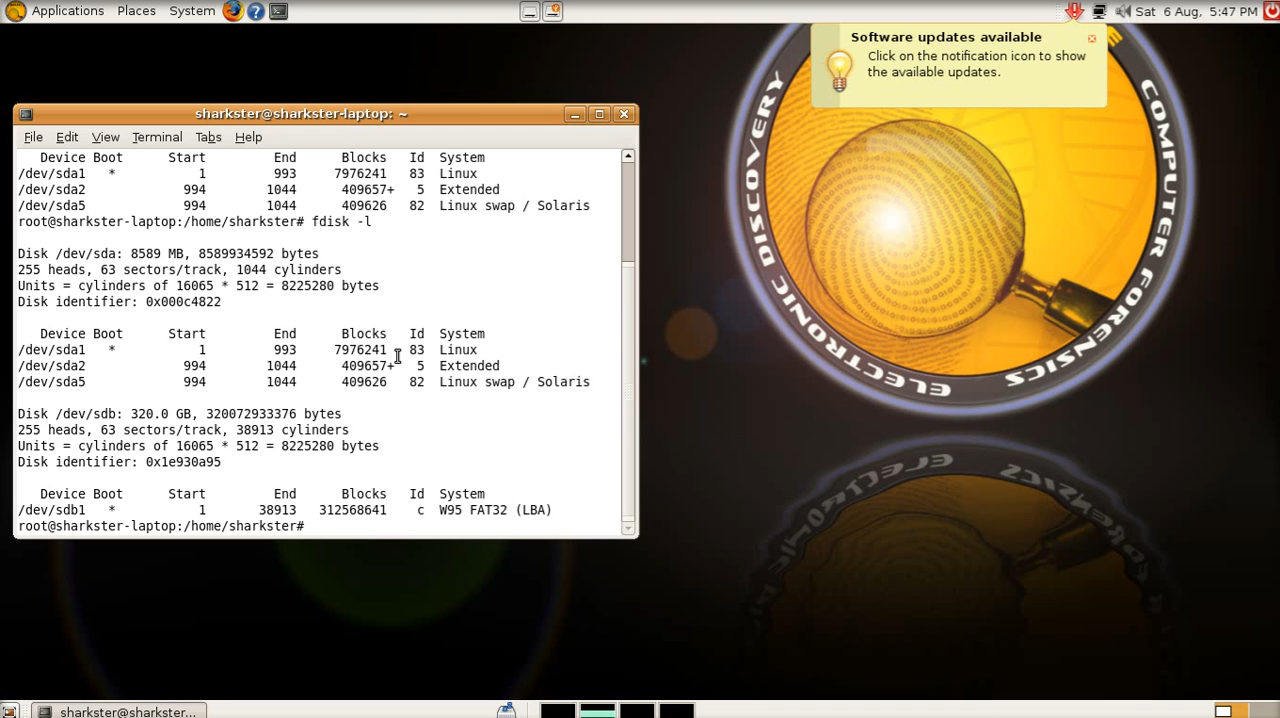 Applications Places System Sat 6 Aug, 5:47 PM
Software updates available
Click on the notification icon to show
the available updates.
sharkster@sharkster-laptop: ~
File Edit View Terminal Tabs Help
   Device Boot      Start         End      Blocks   Id  System
/dev/sda1   *           1         993     7976241   83  Linux
/dev/sda2             994        1044      409657+   5  Extended
/dev/sda5             994        1044      409626   82  Linux swap / Solaris
root@sharkster-laptop:/home/sharkster# fdisk -l
Disk /dev/sda: 8589 MB, 8589934592 bytes
255 heads, 63 sectors/track, 1044 cylinders
Units = cylinders of 16065 * 512 = 8225280 bytes
Disk identifier: 0x000c4822
   Device Boot      Start         End      Blocks   Id  System
/dev/sda1   *           1         993     7976241   83  Linux
/dev/sda2             994        1044      409657+   5  Extended
/dev/sda5             994        1044      409626   82  Linux swap / Solaris
Disk /dev/sdb: 320.0 GB, 320072933376 bytes
255 heads, 63 sectors/track, 38913 cylinders
Units = cylinders of 16065 * 512 = 8225280 bytes
Disk identifier: 0x1e930a95
   Device Boot      Start         End      Blocks   Id  System
/dev/sdb1   *           1       38913   312568641    c  W95 FAT32 (LBA)
root@sharkster-laptop:/home/sharkster#
COMPUTER FORENSICS
ELECTRONIC DISCOVERY
sharkster@sharkster...